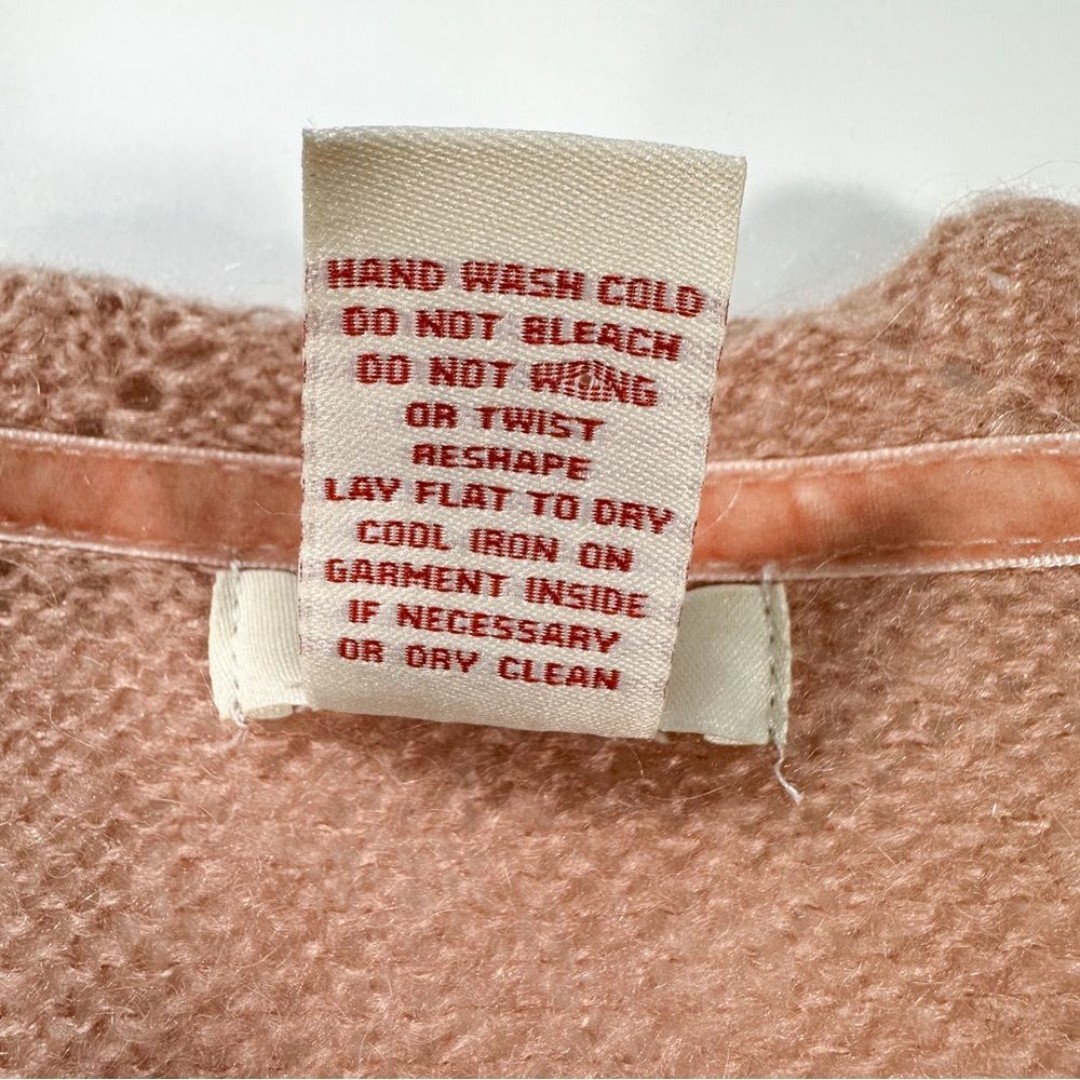 HAND WASH COLD
DO NOT BLEACH
DO NOT WRONG
OR TWIST
RESHAPE
LAY FLAT TO DRY
COOL IRON ON
GARMENT INSIDE
IF NECESSARY
OR DRY CLEAN